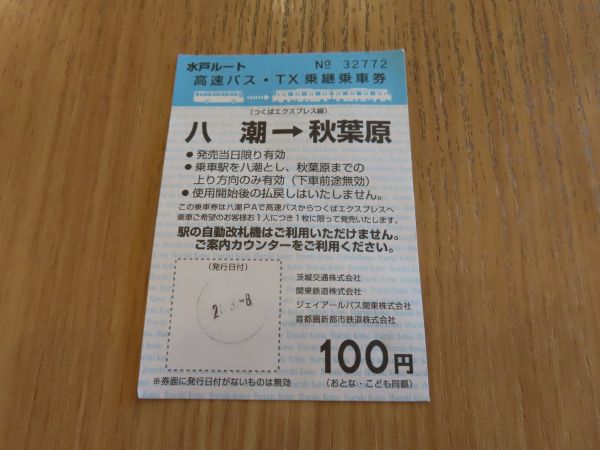 水戸ルート
№ 32772
高速バス・TX乗継乗車券
(つくばエクスプレス線)
八 潮→秋葉原
●発売当日限り有効
●乗車駅を八潮とし、秋葉原までの
上り方向のみ有効(下車前途無効)
●使用開始後の払戻しはいたしません。
この乗車券は八潮PAで高速バスからつくばエクスプレスへ
乗車ご希望のお客様お1人につき1枚に限って発売いたします。
駅の自動改札機はご利用いただけません。
ご案内カウンターをご利用ください。
(発行日付)
茨城交通株式会社
関東鉄道株式会社
ジェイアールバス関東株式会社
首都圏新都市鉄道株式会社
100円
※券面に発行日付がないものは無効
(おとな・こども同額)
Ibaraki Kotsu